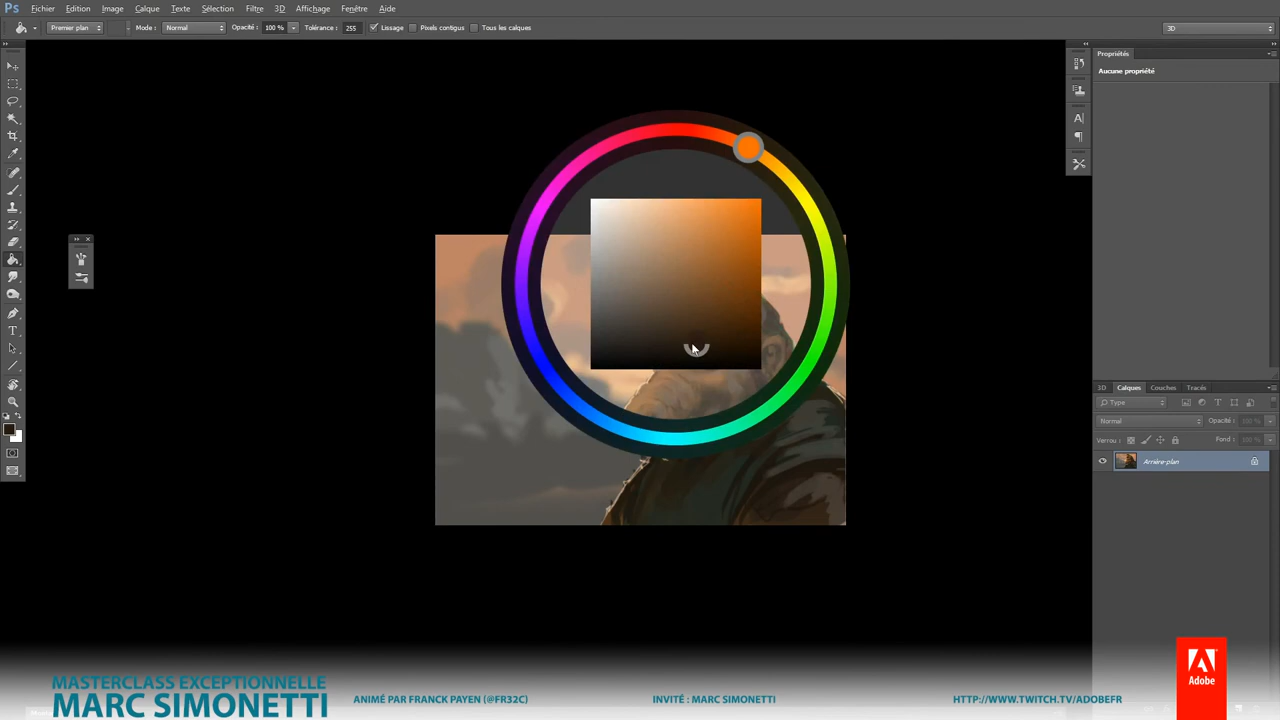 Ps Fichier Edition Image Calque Texte Sélection Filtre 3D Affichage Fenêtre Aide
Premier plan Mode : Normal Opacité : 100 % Tolérance : 255 Lissage Pixels contigus Tous les calques 3D
Propriétés
Aucune propriété
3D Calques Couches Tracés
Type
Normal Opacité : 100 %
Verrou : Fond : 100 %
Arrière-plan
MASTERCLASS EXCEPTIONNELLE
MARC SIMONETTI
ANIMÉ PAR FRANCK PAYEN (@FR32C)
INVITÉ : MARC SIMONETTI
HTTP://WWW.TWITCH.TV/ADOBEFR
Adobe